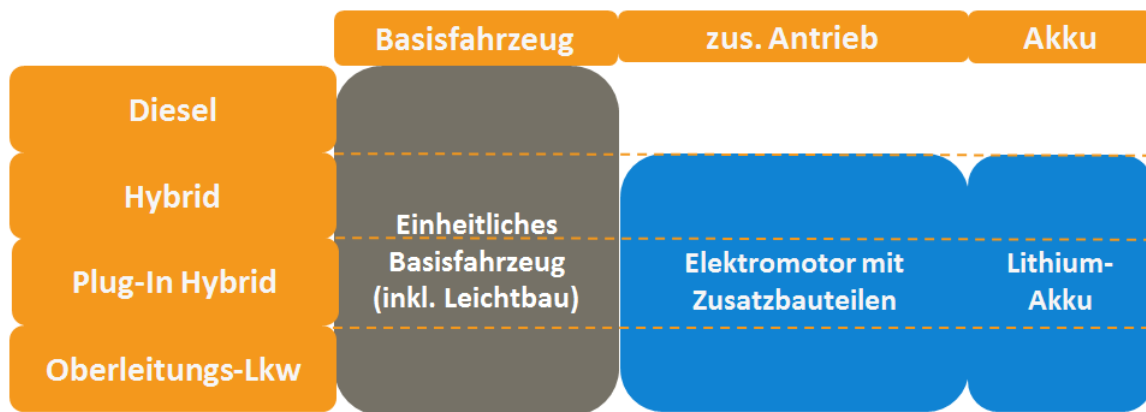 Basisfahrzeug zus. Antrieb Akku
Diesel
Hybrid
Plug-In Hybrid
Oberleitungs-Lkw
Einheitliches
Basisfahrzeug
(inkl. Leichtbau)
Elektromotor mit
Zusatzbauteilen
Lithium-
Akku